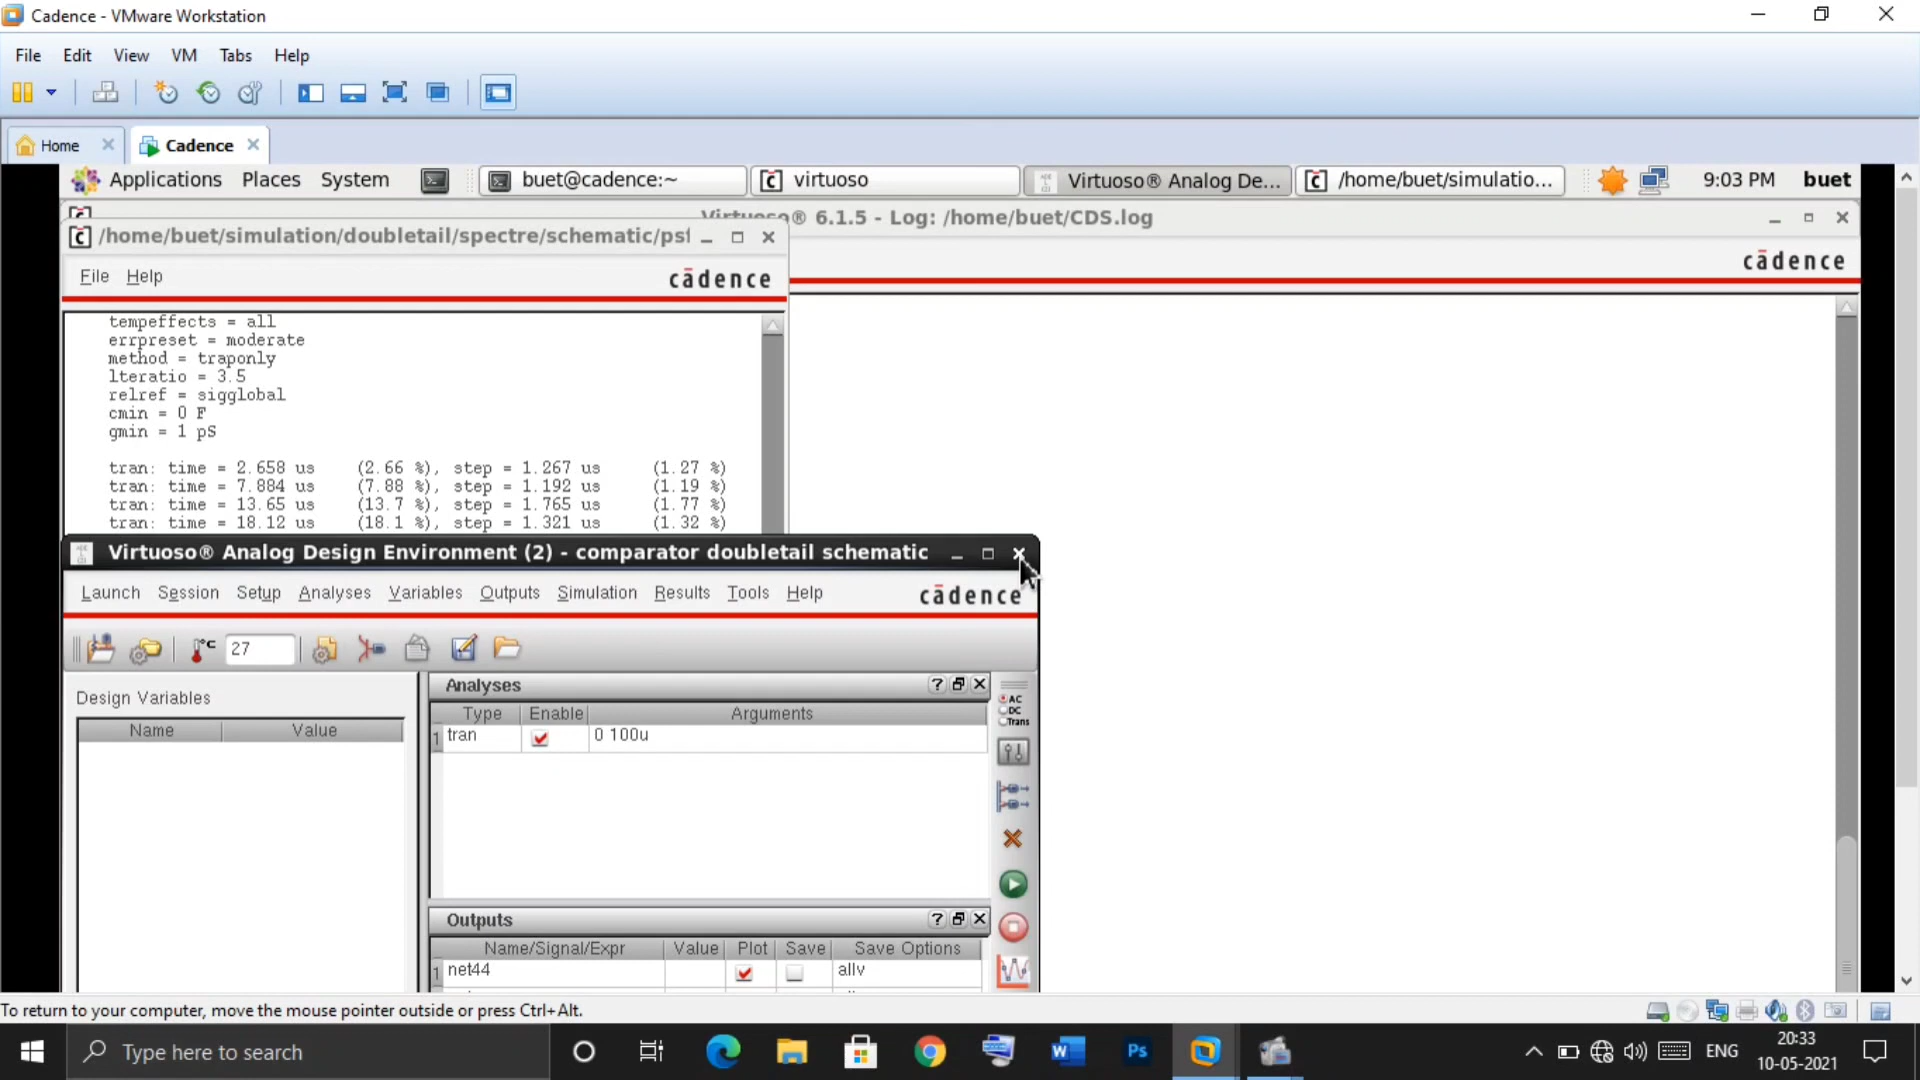 Cadence - VMware Workstation
File Edit View VM Tabs Help
Home Cadence
Applications Places System buet@cadence:~ virtuoso Virtuoso® Analog De... /home/buet/simulatio... 9:03 PM buet
6.1.5 - Log: /home/buet/CDS.log
/home/buet/simulation/doubletail/spectre/schematic/psf
File Help cādence
cādence
tempeffects = all
errpreset = moderate
method = traponly
lteratio = 3.5
relref = sigglobal
cmin = 0 F
gmin = 1 pS
tran: time = 2.658 us (2.66 %), step = 1.267 us (1.27 %)
tran: time = 7.884 us (7.88 %), step = 1.192 us (1.19 %)
tran: time = 13.65 us (13.7 %), step = 1.765 us (1.77 %)
tran: time = 18.12 us (18.1 %), step = 1.321 us (1.32 %)
Virtuoso® Analog Design Environment (2) - comparator doubletail schematic
Launch Session Setup Analyses Variables Outputs Simulation Results Tools Help cādence
°C 27
Design Variables
Name Value
Analyses
Type Enable Arguments
1 tran 0 100u
AC
DC
Trans
Outputs
Name/Signal/Expr Value Plot Save Save Options
1 net44 allv
To return to your computer, move the mouse pointer outside or press Ctrl+Alt.
Type here to search
W Ps ENG 20:33
10-05-2021